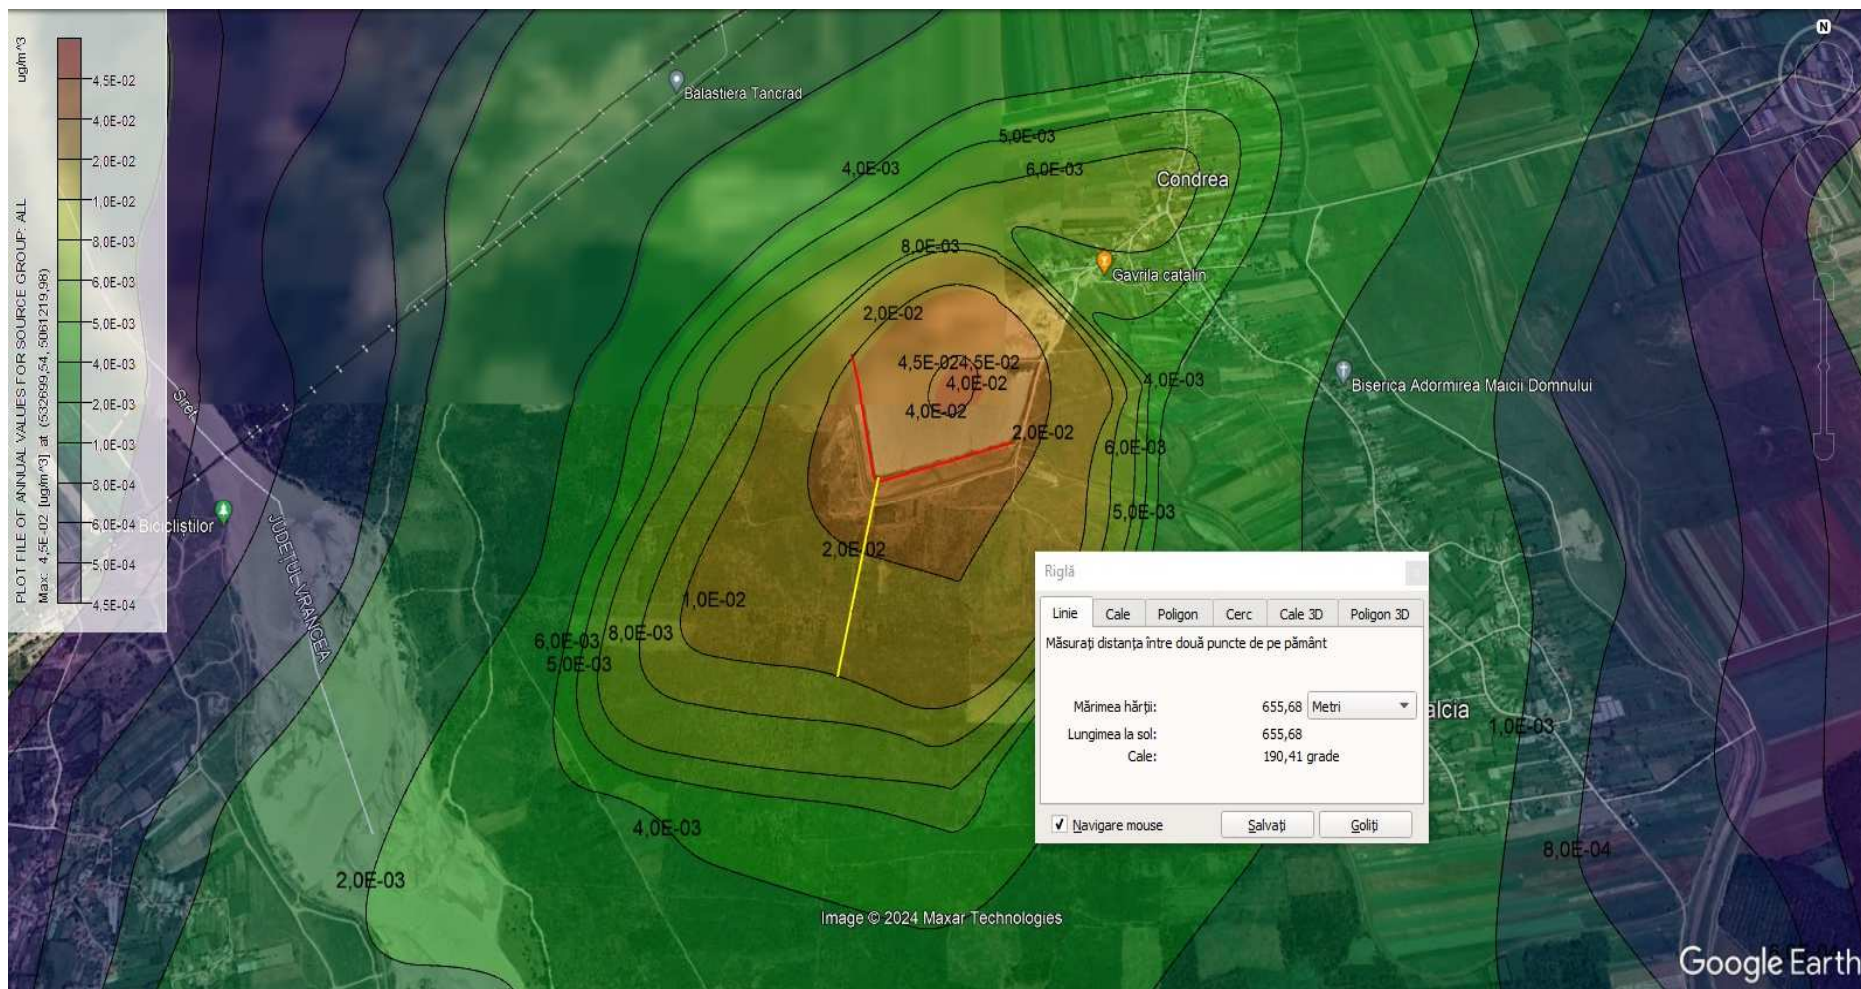 PLOT FILE OF ANNUAL VALUES FOR SOURCE GROUP: ALL
ug/m^3
Max: 4,5E-02 [ug/m^3] at (532699,54, 5061219,98)
4,5E-02
4,0E-02
2,0E-02
1,0E-02
8,0E-03
6,0E-03
5,0E-03
4,0E-03
2,0E-03
1,0E-03
8,0E-04
6,0E-04
5,0E-04
4,5E-04
N
Balastiera Tancrad
5,0E-03
4,0E-03
6,0E-03
Condrea
8,0E-03
Gavrila catalin
2,0E-02
4,5E-02
4,5E-02
4,0E-02
4,0E-03
Biserica Adormirea Maicii Domnului
4,0E-02
2,0E-02
6,0E-03
Siret
5,0E-03
Bicicliștilor
JUDEȚUL VRANCEA
2,0E-02
1,0E-02
6,0E-03
8,0E-03
5,0E-03
Riglă
Linie
Cale
Poligon
Cerc
Cale 3D
Poligon 3D
Măsurați distanța între două puncte de pe pământ
Mărimea hărții: 655,68 Metri
Lungimea la sol: 655,68
Cale: 190,41 grade
Navigare mouse
Salvați
Goliți
alcia
1,0E-03
4,0E-03
8,0E-04
2,0E-03
Image © 2024 Maxar Technologies
Google Earth